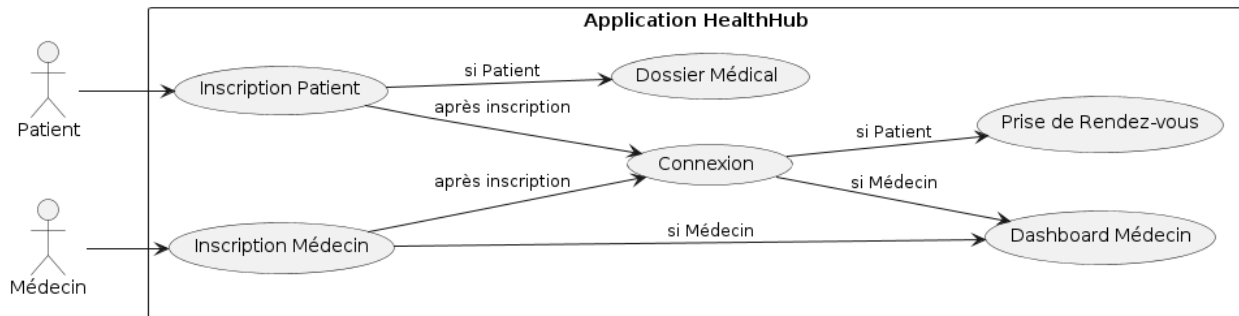 Application HealthHub
si Patient
Dossier Médical
Inscription Patient
après inscription
Prise de Rendez-vous
si Patient
Patient
Connexion
après inscription
si Médecin
si Médecin
Dashboard Médecin
Inscription Médecin
Médecin